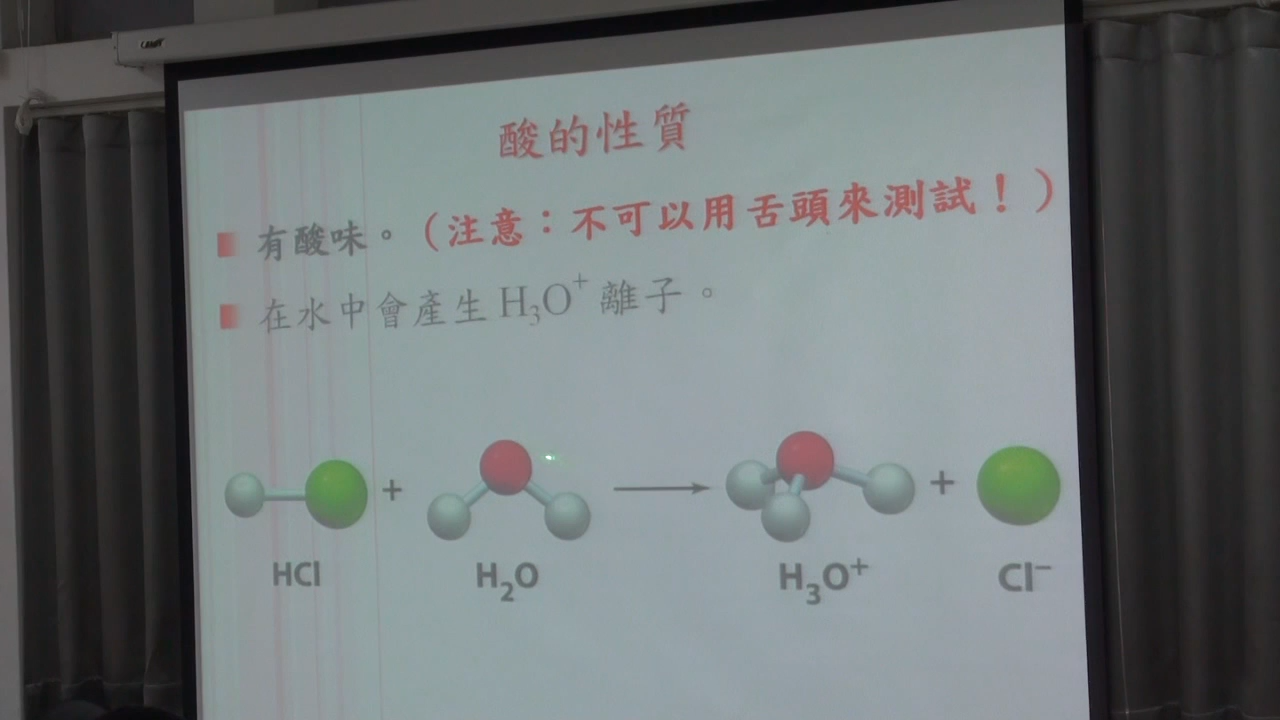 酸的性質
有酸味。(注意：不可以用舌頭來測試！)
在水中會產生 H₃O⁺ 離子。
+ +
HCl H₂O H₃O⁺ Cl⁻